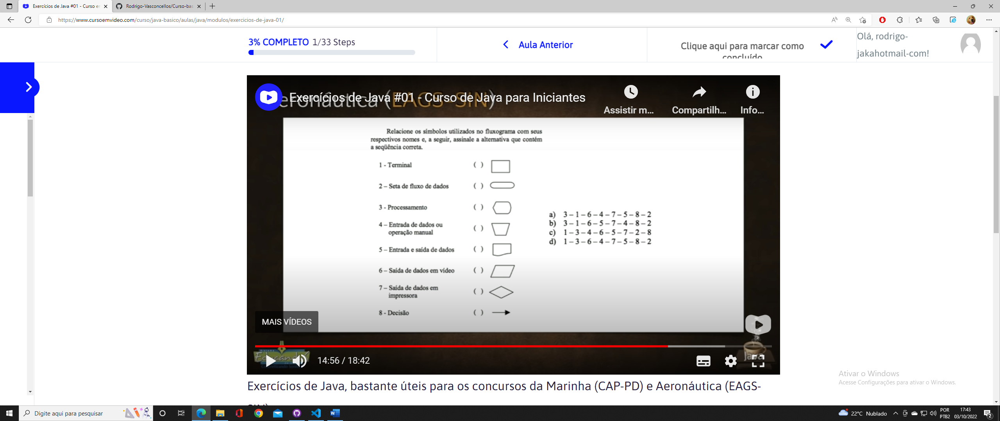 Exercícios de Java #01 - Curso en
Rodrigo-Vasconcellos/Curso-bas
https://www.cursoemvideo.com/curso/java-basico/aulas/java/modulos/exercicios-de-java-01/
3% COMPLETO 1/33 Steps
Aula Anterior
Clique aqui para marcar como
concluído
Olá, rodrigo-
jakahotmail-com!
Exercícios de Java #01 - Curso de Java para Iniciantes
eronáutica (EAGS-SIN)
Assistir m...
Compartilh...
Info...
Relacione os símbolos utilizados no fluxograma com seus
respectivos nomes e, a seguir, assinale a alternativa que contém
a seqüência correta.
1 - Terminal ( )
2 – Seta de fluxo de dados ( )
3 - Processamento ( )
4 – Entrada de dados ou
operação manual ( )
5 – Entrada e saída de dados ( )
6 – Saída de dados em vídeo ( )
7 – Saída de dados em
impressora ( )
8 - Decisão ( )
a) 3 – 1 – 6 – 4 – 7 – 5 – 8 – 2
b) 3 – 1 – 6 – 5 – 7 – 4 – 8 – 2
c) 1 – 3 – 4 – 6 – 5 – 7 – 2 – 8
d) 1 – 3 – 6 – 4 – 7 – 5 – 8 – 2
MAIS VÍDEOS
Educandu
Java
14:56 / 18:42
Exercícios de Java, bastante úteis para os concursos da Marinha (CAP-PD) e Aeronáutica (EAGS-
SIN)
Ativar o Windows
Acesse Configurações para ativar o Windows.
Digite aqui para pesquisar
22°C Nublado
POR
PTB2
17:43
03/10/2022
2